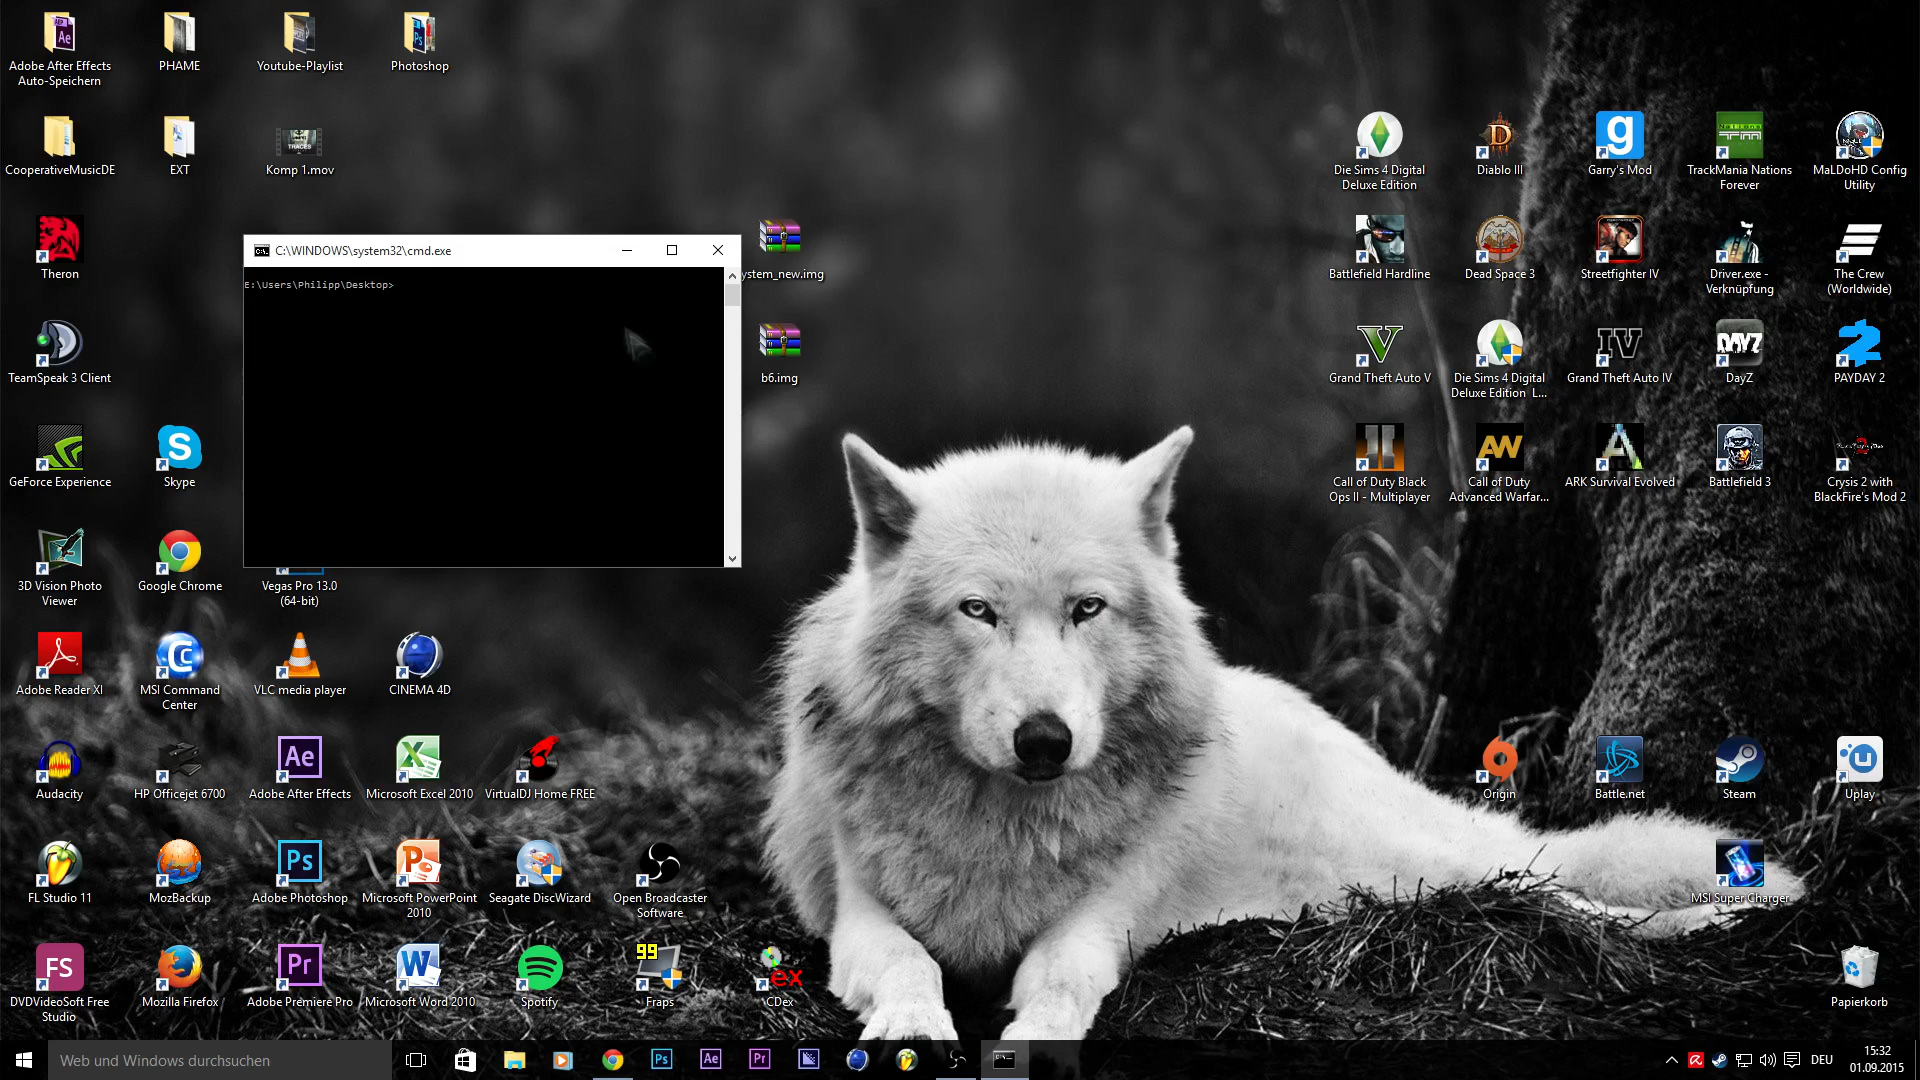 Adobe After Effects
Auto-Speichern
PHAME
Youtube-Playlist
Photoshop
CooperativeMusicDE
EXT
Komp 1.mov
Die Sims 4 Digital
Deluxe Edition
Diablo III
Garry's Mod
TrackMania Nations
Forever
MaLDoHD Config
Utility
Theron
C:\WINDOWS\system32\cmd.exe
E:\Users\Philipp\Desktop>
ystem_new.img
Battlefield Hardline
Dead Space 3
Streetfighter IV
Driver.exe -
Verknüpfung
The Crew
(Worldwide)
TeamSpeak 3 Client
b6.img
Grand Theft Auto V
Die Sims 4 Digital
Deluxe Edition L...
Grand Theft Auto IV
DayZ
PAYDAY 2
GeForce Experience
Skype
Call of Duty Black
Ops II - Multiplayer
Call of Duty
Advanced Warfar...
ARK Survival Evolved
Battlefield 3
Crysis 2 with
BlackFire's Mod 2
3D Vision Photo
Viewer
Google Chrome
Vegas Pro 13.0
(64-bit)
Adobe Reader XI
MSI Command
Center
VLC media player
CINEMA 4D
Audacity
HP Officejet 6700
Adobe After Effects
Microsoft Excel 2010
VirtualDJ Home FREE
Origin
Battle.net
Steam
Uplay
FL Studio 11
MozBackup
Adobe Photoshop
Microsoft PowerPoint
2010
Seagate DiscWizard
Open Broadcaster
Software
MSI Super Charger
DVDVideoSoft Free
Studio
Mozilla Firefox
Adobe Premiere Pro
Microsoft Word 2010
Spotify
Fraps
CDex
Papierkorb
Web und Windows durchsuchen
DEU
15:32
01.09.2015